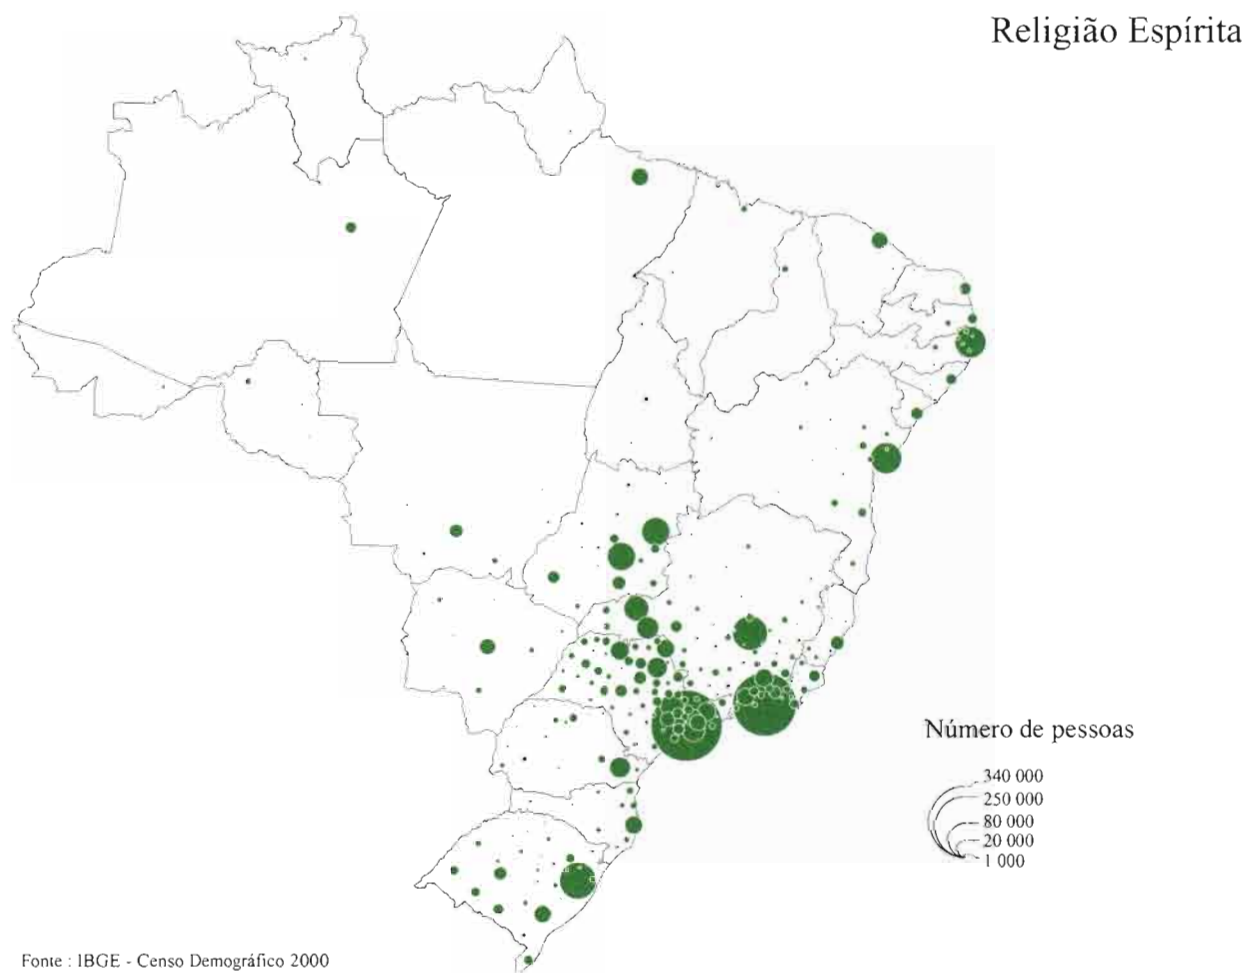 Religião Espírita
Número de pessoas
340 000
250 000
80 000
20 000
1 000
Fonte : IBGE - Censo Demográfico 2000